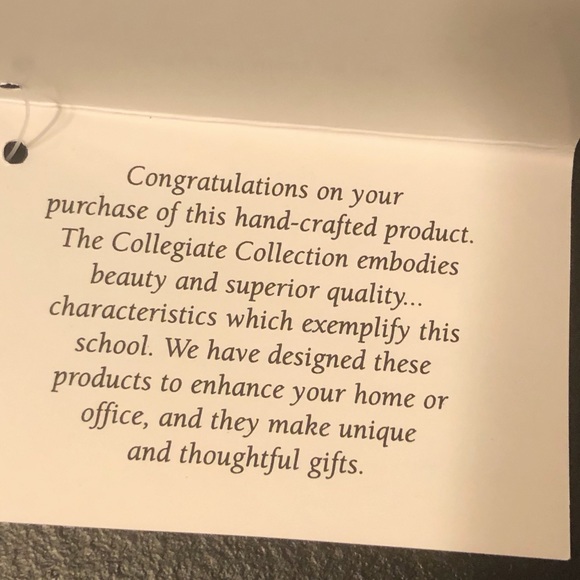 Congratulations on your
purchase of this hand-crafted product.
The Collegiate Collection embodies
beauty and superior quality...
characteristics which exemplify this
school. We have designed these
products to enhance your home or
office, and they make unique
and thoughtful gifts.